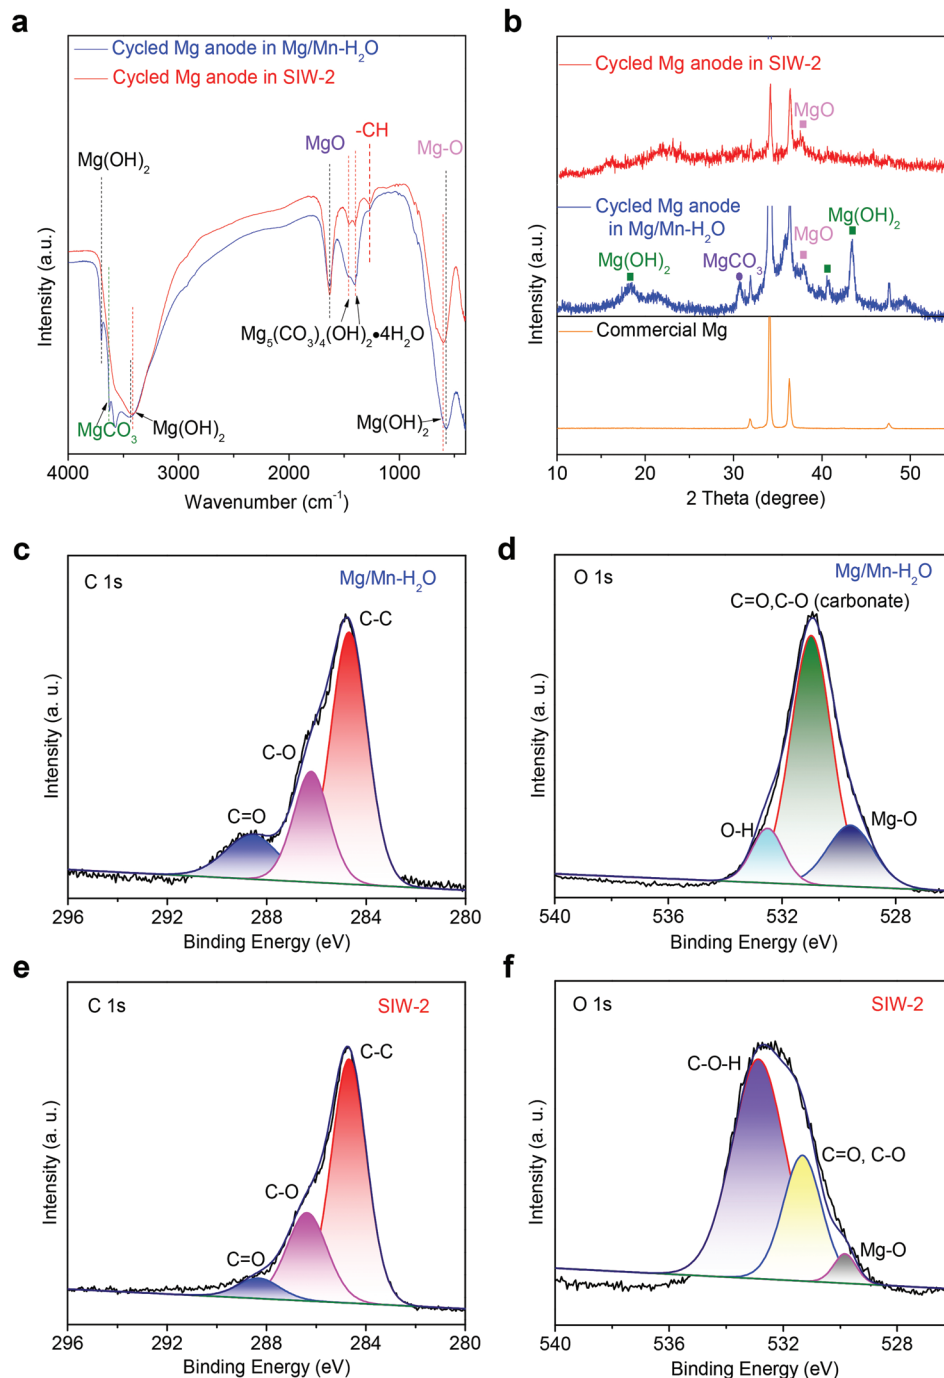 a
Cycled Mg anode in Mg/Mn-H2O
Cycled Mg anode in SIW-2
Mg(OH)2
MgO
-CH
Mg-O
Mg5(CO3)4(OH)2•4H2O
MgCO3
Mg(OH)2
Mg(OH)2
Intensity (a.u.)
4000 3000 2000 1000
Wavenumber (cm-1)
b
Cycled Mg anode in SIW-2
MgO
Cycled Mg anode
in Mg/Mn-H2O
Mg(OH)2
MgO
Mg(OH)2
MgCO3
Commercial Mg
Intensity (a.u.)
10 20 30 40 50
2 Theta (degree)
c
C 1s
Mg/Mn-H2O
C-C
C-O
C=O
Intensity (a. u.)
296 292 288 284 280
Binding Energy (eV)
d
O 1s
Mg/Mn-H2O
C=O,C-O (carbonate)
O-H
Mg-O
Intensity (a. u.)
540 536 532 528
Binding Energy (eV)
e
C 1s
SIW-2
C-C
C-O
C=O
Intensity (a. u.)
296 292 288 284 280
Binding Energy (eV)
f
O 1s
SIW-2
C-O-H
C=O, C-O
Mg-O
Intensity (a. u.)
540 536 532 528
Binding Energy (eV)